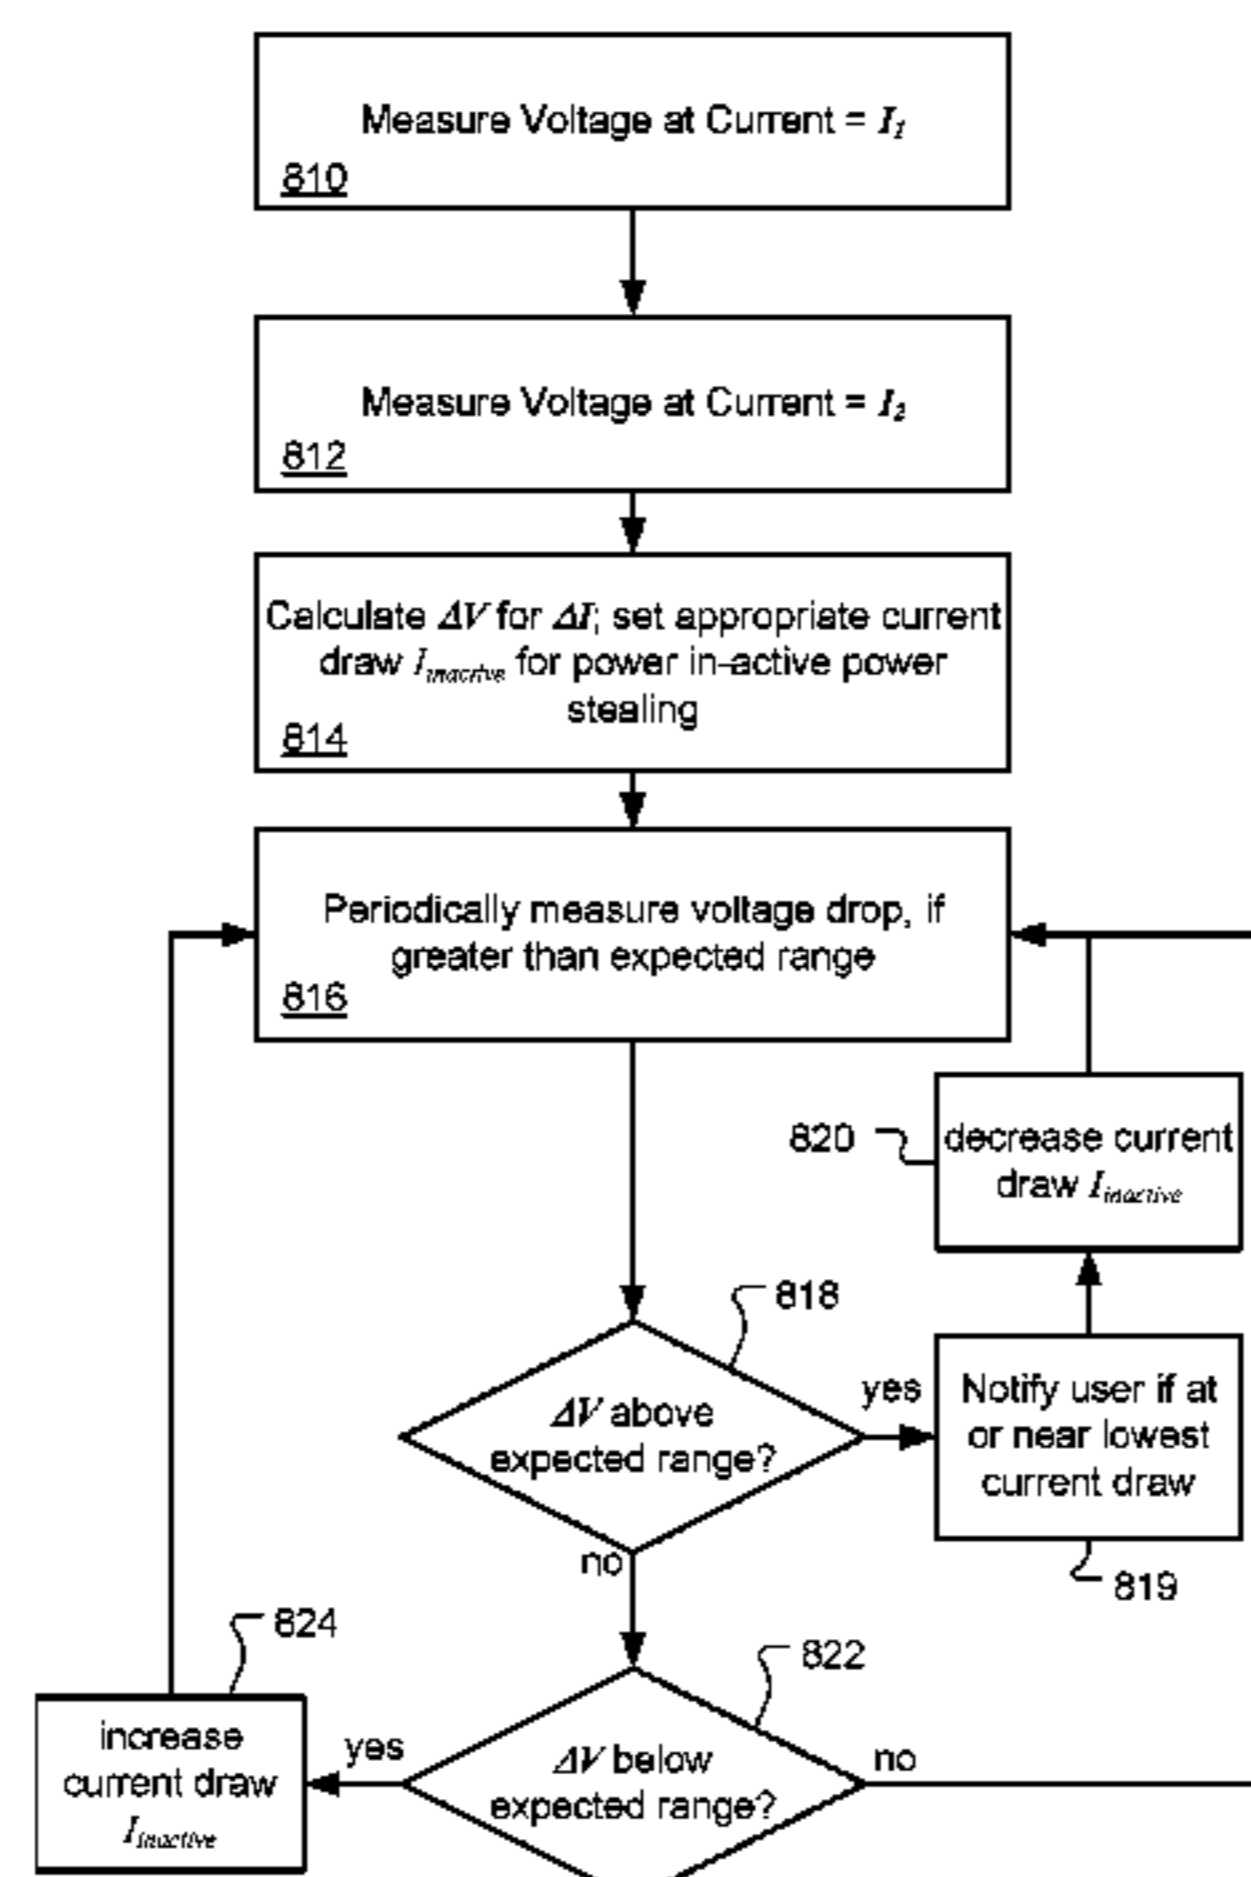 Measure Voltage at Current = I1
810
Measure Voltage at Current = I2
812
Calculate ΔV for ΔI; set appropriate current
draw Iinactive for power in-active power
stealing
814
Periodically measure voltage drop, if
greater than expected range
816
820
decrease current
draw Iinactive
818
ΔV above
expected range?
yes
Notify user if at
or near lowest
current draw
819
no
824
822
increase
current draw
Iinactive
yes
ΔV below
expected range?
no